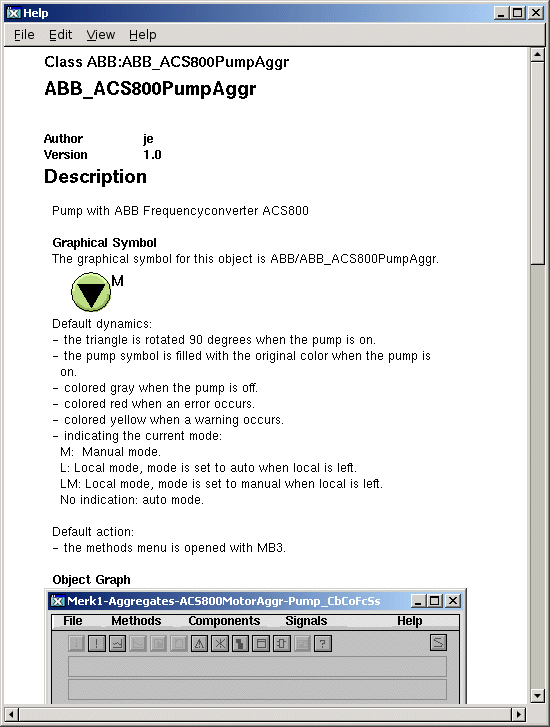 Help
File Edit View Help
Class ABB:ABB_ACS800PumpAggr
ABB_ACS800PumpAggr
Author je
Version 1.0
Description
Pump with ABB Frequencyconverter ACS800
Graphical Symbol
The graphical symbol for this object is ABB/ABB_ACS800PumpAggr.
M
Default dynamics:
- the triangle is rotated 90 degrees when the pump is on.
- the pump symbol is filled with the original color when the pump is
on.
- colored gray when the pump is off.
- colored red when an error occurs.
- colored yellow when a warning occurs.
- indicating the current mode:
M: Manual mode.
L: Local mode, mode is set to auto when local is left.
LM: Local mode, mode is set to manual when local is left.
No indication: auto mode.
Default action:
- the methods menu is opened with MB3.
Object Graph
Merk1-Aggregates-ACS800MotorAggr-Pump_CbCoFcSs
File Methods Components Signals Help